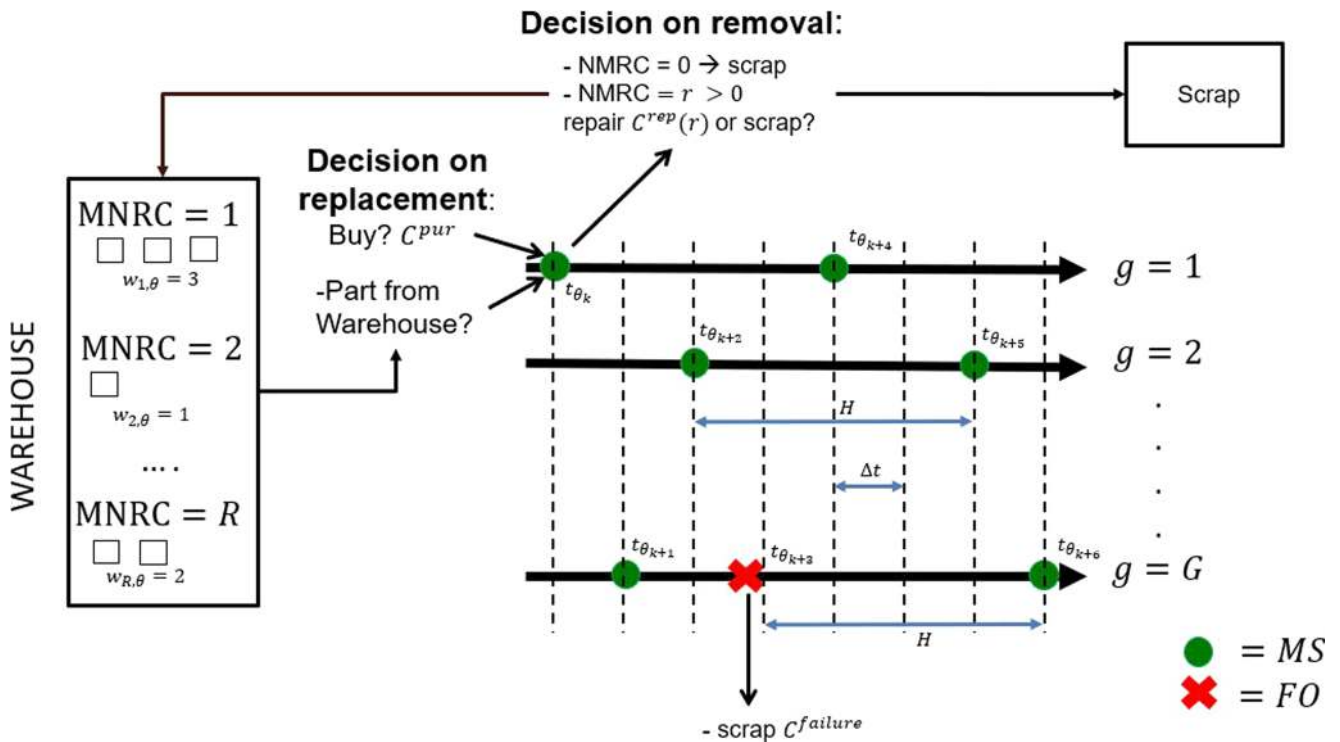 Decision on removal:
- NMRC = 0 → scrap
- NMRC = r > 0
repair C^{rep}(r) or scrap?
Scrap
Decision on
replacement:
Buy? C^{pur}
-Part from
Warehouse?
WAREHOUSE
MNRC = 1
w_{1,θ} = 3
MNRC = 2
w_{2,θ} = 1
... .
MNRC = R
w_{R,θ} = 2
t_{θ_{k}}
t_{θ_{k+4}}
g = 1
t_{θ_{k+2}}
t_{θ_{k+5}}
g = 2
H
Δt
.
.
.
.
t_{θ_{k+1}}
t_{θ_{k+3}}
t_{θ_{k+6}}
g = G
H
- scrap C^{failure}
= MS
= FO